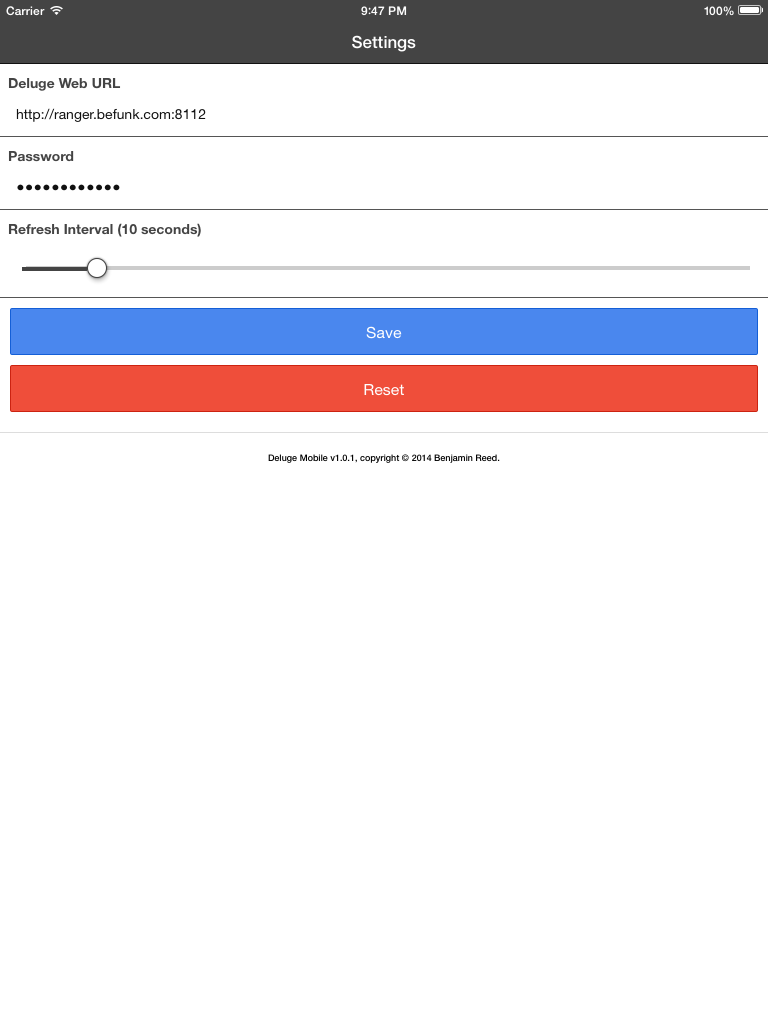 Carrier 9:47 PM 100%
Settings
Deluge Web URL
http://ranger.befunk.com:8112
Password
••••••••••••
Refresh Interval (10 seconds)
Save
Reset
Deluge Mobile v1.0.1, copyright © 2014 Benjamin Reed.